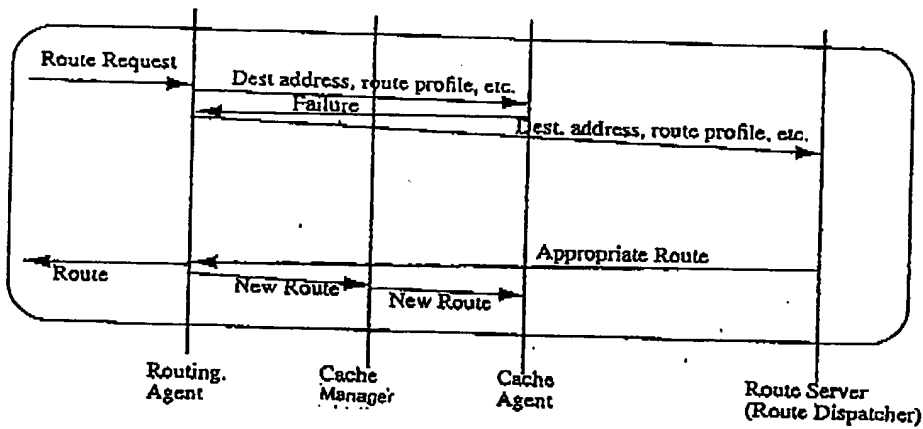 Route Request
Dest address, route profile, etc.
Failure
Dest. address, route profile, etc.
Appropriate Route
Route
New Route
New Route
Routing.
Agent
Cache
Manager
Cache
Agent
Route Server
(Route Dispatcher)